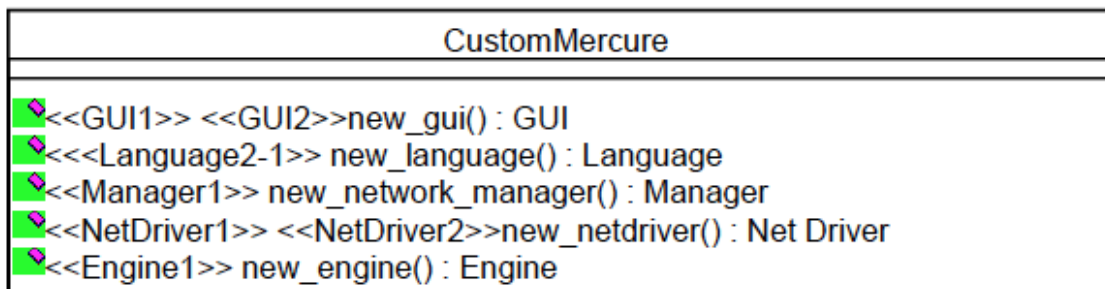 CustomMercure
<<GUI1>> <<GUI2>>new_gui() : GUI
<<<Language2-1>> new_language() : Language
<<Manager1>> new_network_manager() : Manager
<<NetDriver1>> <<NetDriver2>>new_netdriver() : Net Driver
<<Engine1>> new_engine() : Engine